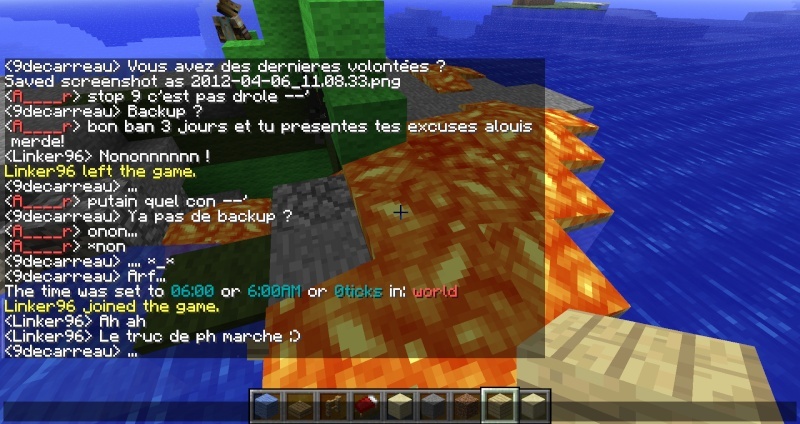 <9decarreau> Vous avez des dernieres volontées ?
Saved screenshot as 2012-04-06_11.08.33.png
<A____r> stop 9 c'est pas drole --'
<9decarreau> Backup ?
<A____r> bon ban 3 jours et tu presentes tes excuses alouis
merde!
<Linker96> Nononnnnnn !
Linker96 left the game.
<9decarreau> ...
<A____r> putain quel con --'
<9decarreau> Ya pas de backup ?
<A____r> onon...
<A____r> *non
<9decarreau> .... x_x
<9decarreau> Arf...
The time was set to 06:00 or 6:00AM or 0ticks in: world
Linker96 joined the game.
<Linker96> Ah ah
<Linker96> Le truc de ph marche :)
<9decarreau> ...